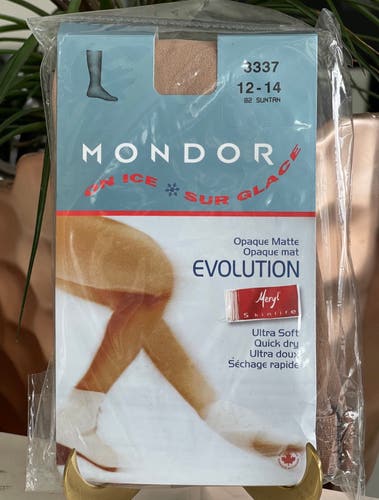 3337
12-14
B2 SUNTAN
MONDOR
ON ICE * SUR GLACE
Opaque Matte
Opaque mat
EVOLUTION
Meryl
Skinlife
Ultra Soft
Quick dry
Ultra doux
Séchage rapide